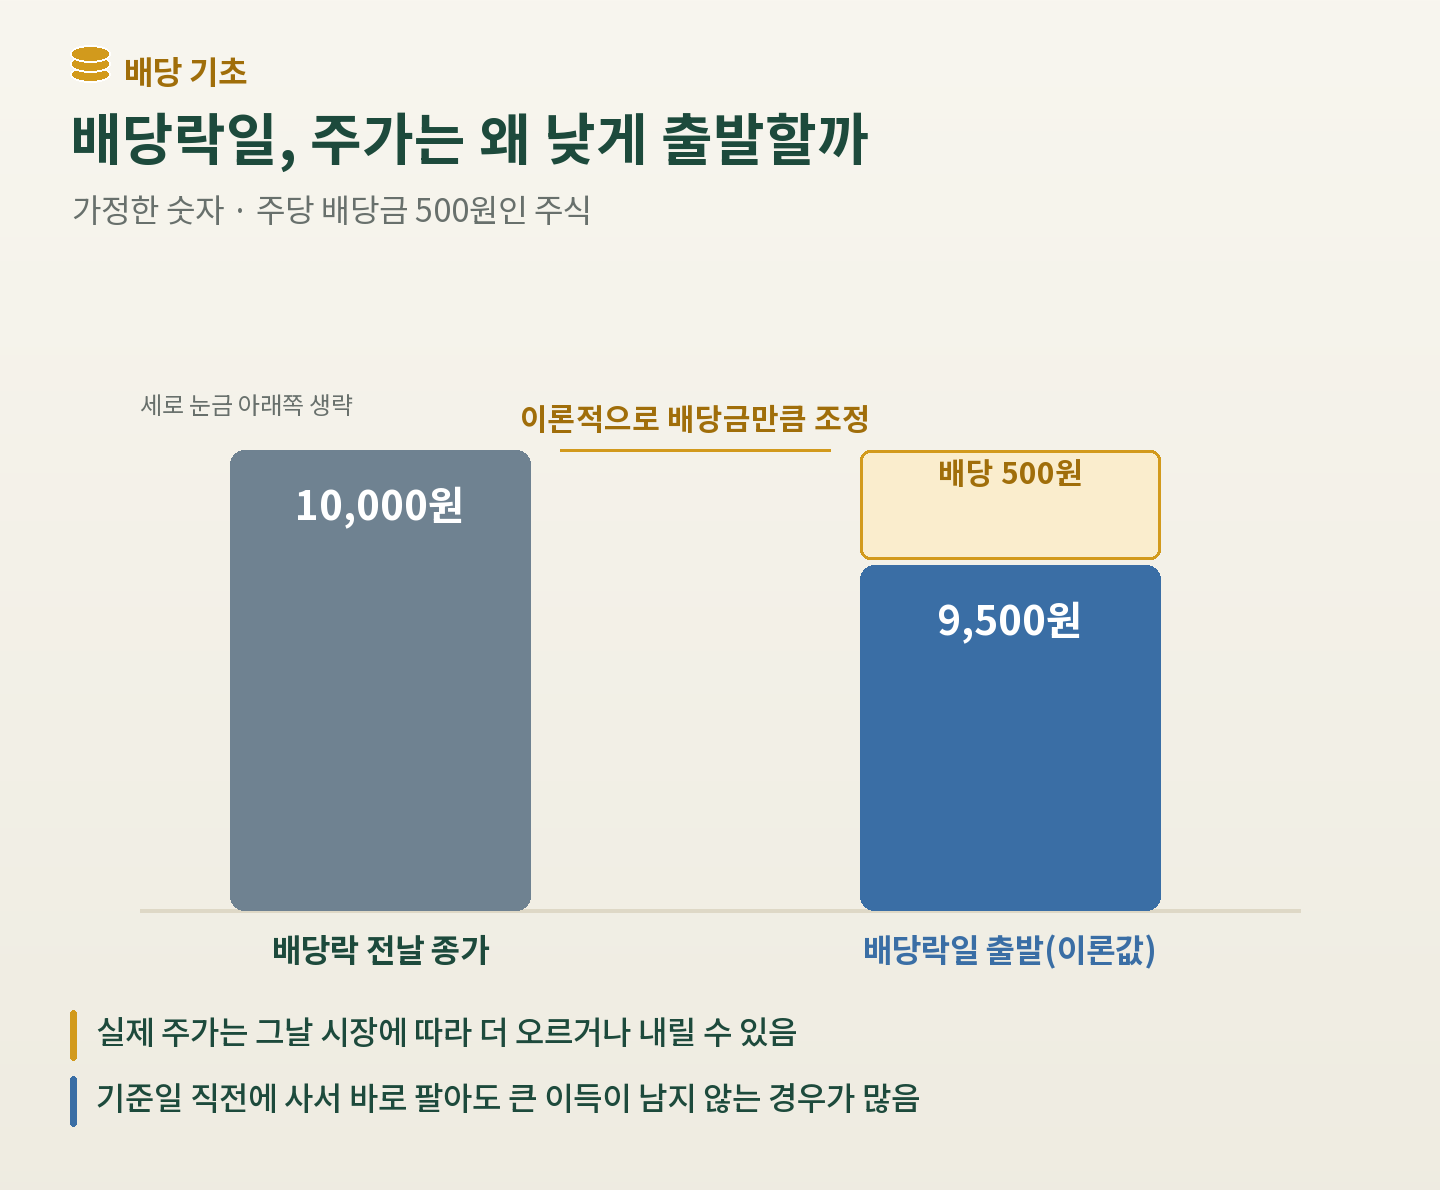 배당 기초
배당락일, 주가는 왜 낮게 출발할까
가정한 숫자 · 주당 배당금 500원인 주식
세로 눈금 아래쪽 생략
이론적으로 배당금만큼 조정
10,000원
배당 500원
9,500원
배당락 전날 종가
배당락일 출발(이론값)
실제 주가는 그날 시장에 따라 더 오르거나 내릴 수 있음
기준일 직전에 사서 바로 팔아도 큰 이득이 남지 않는 경우가 많음